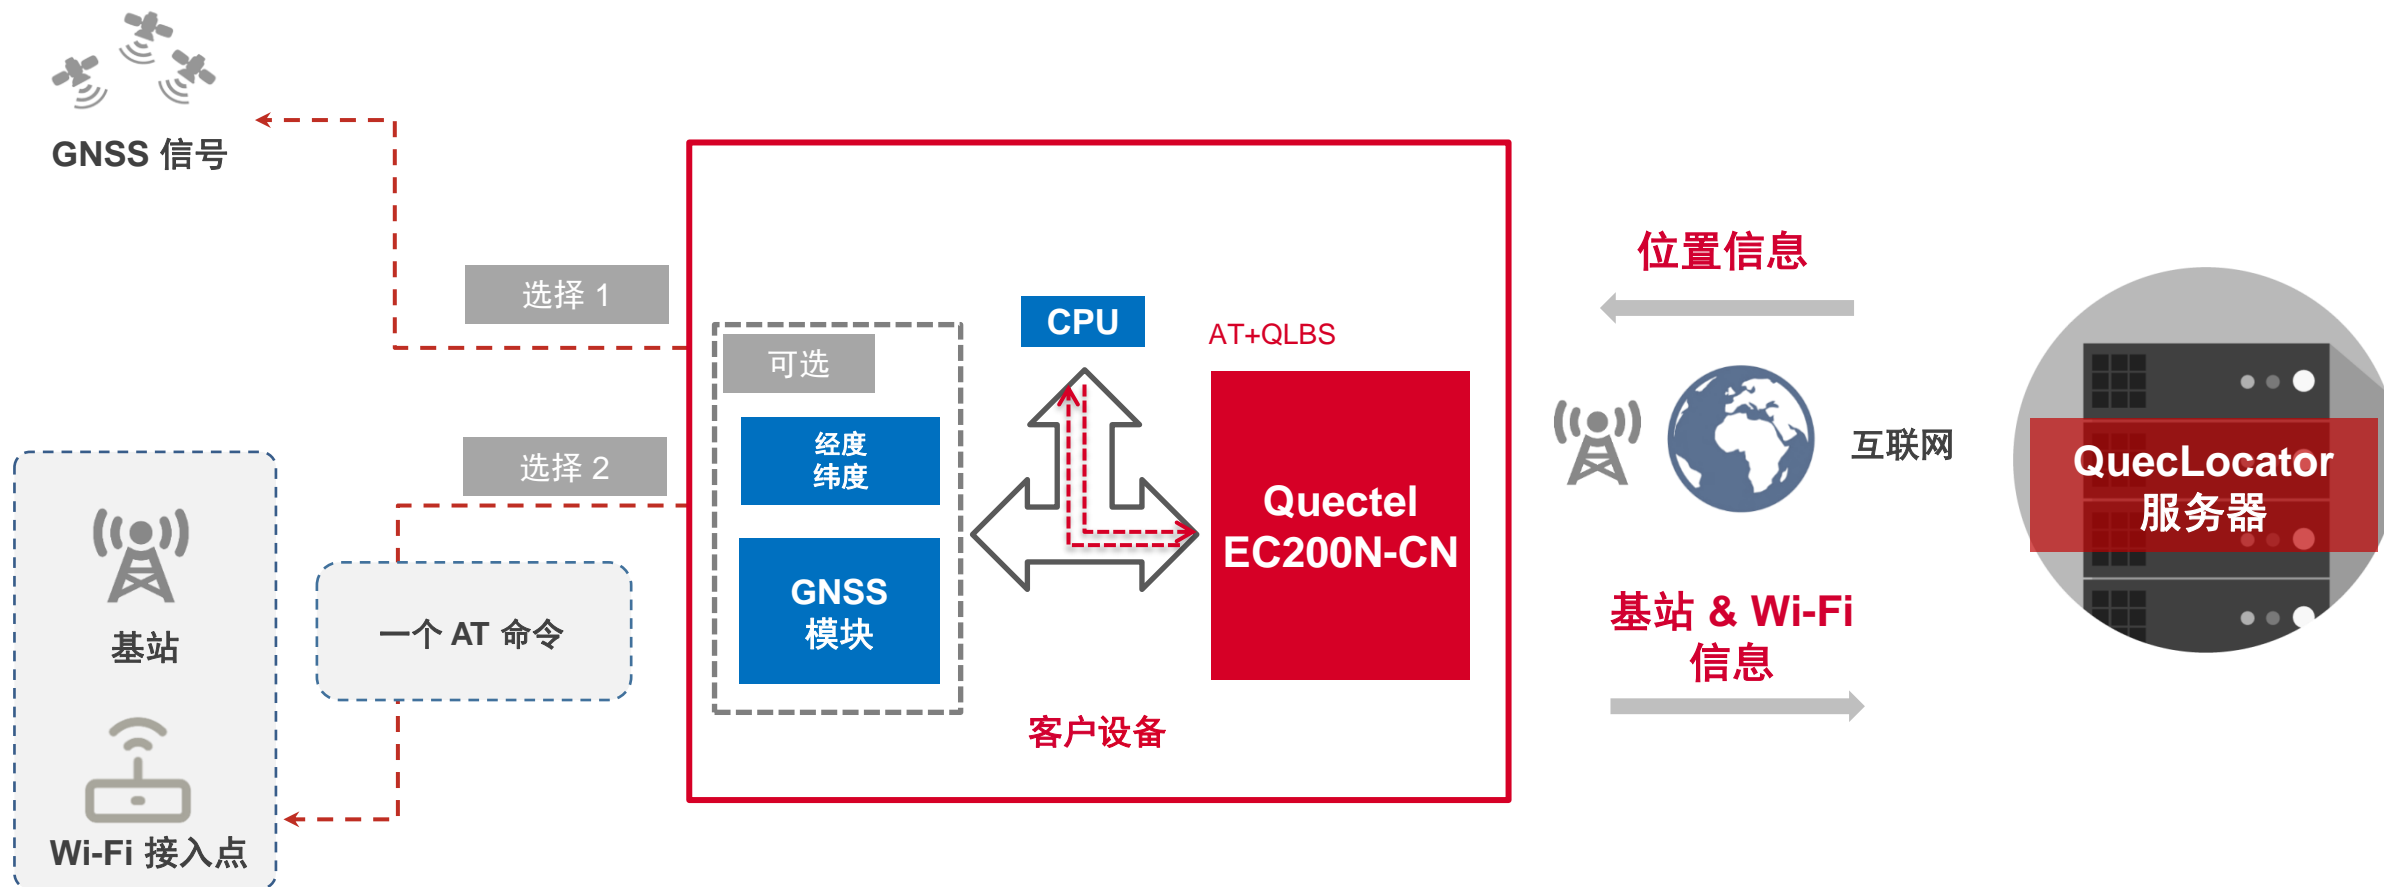 GNSS 信号
选择 1
选择 2
基站
Wi-Fi 接入点
一个 AT 命令
可选
经度
纬度
GNSS
模块
CPU
AT+QLBS
Quectel
EC200N-CN
客户设备
位置信息
互联网
基站 & Wi-Fi
信息
QuecLocator
服务器